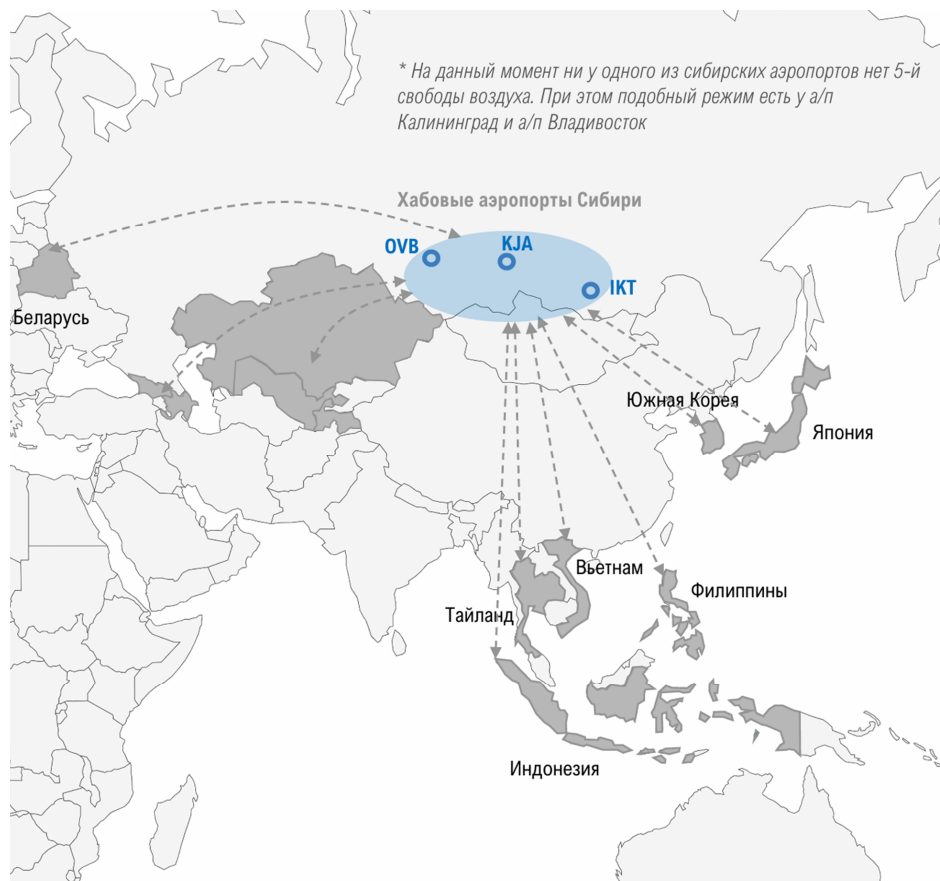 * На данный момент ни у одного из сибирских аэропортов нет 5-й
свободы воздуха. При этом подобный режим есть у а/п
Калининград и а/п Владивосток
Хабовые аэропорты Сибири
OVB
KJA
IKT
Беларусь
Южная Корея
Япония
Вьетнам
Филиппины
Тайланд
Индонезия